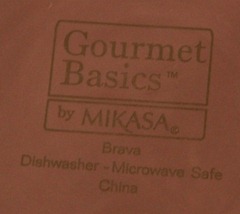 Gourmet
Basics™
by MIKASA©
Brava
Dishwasher - Microwave Safe
China